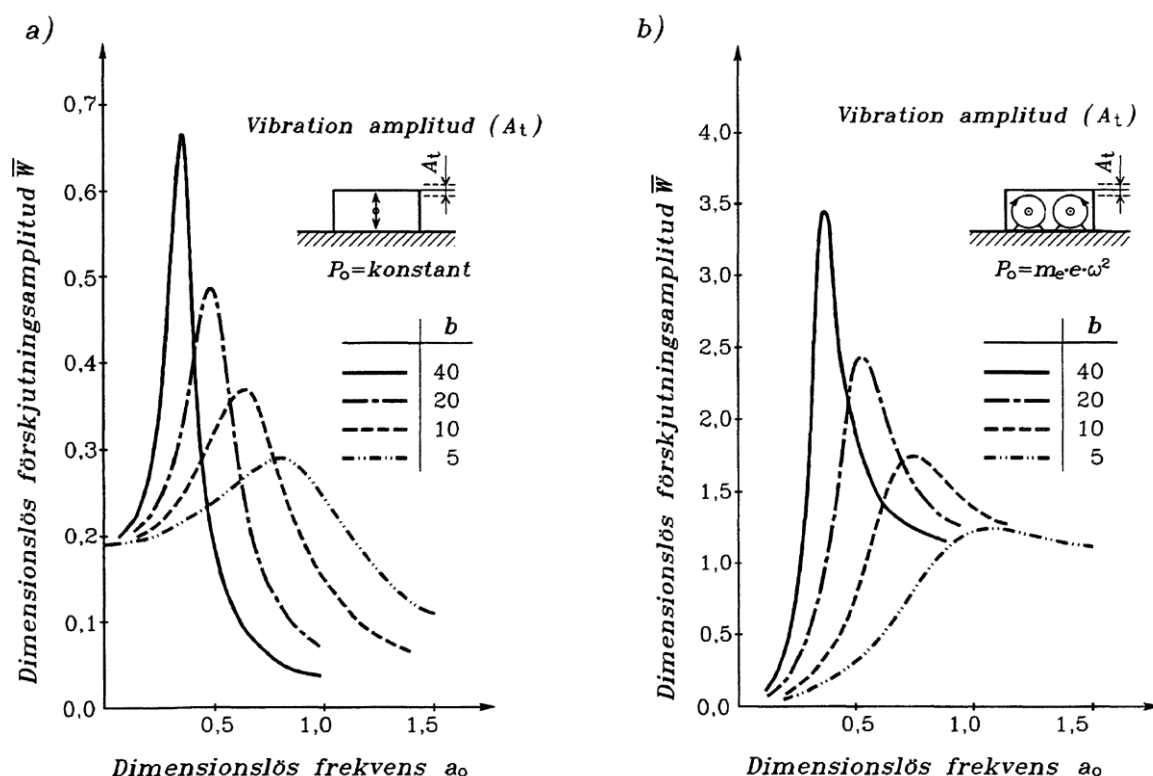 a)
Dimensionslös förskjutningsamplitud W̅
0,7
0,6
0,5
0,4
0,3
0,2
0,1
0,0
Vibration amplitud (At)
At
Po=konstant
b
40
20
10
5
0,5 1,0 1,5
Dimensionslös frekvens ao
b)
Dimensionslös förskjutningsamplitud W̅
4,0
3,5
3,0
2,5
2,0
1,5
1,0
0,5
0,0
Vibration amplitud (At)
At
Po=me·e·ω²
b
40
20
10
5
0,5 1,0 1,5
Dimensionslös frekvens ao